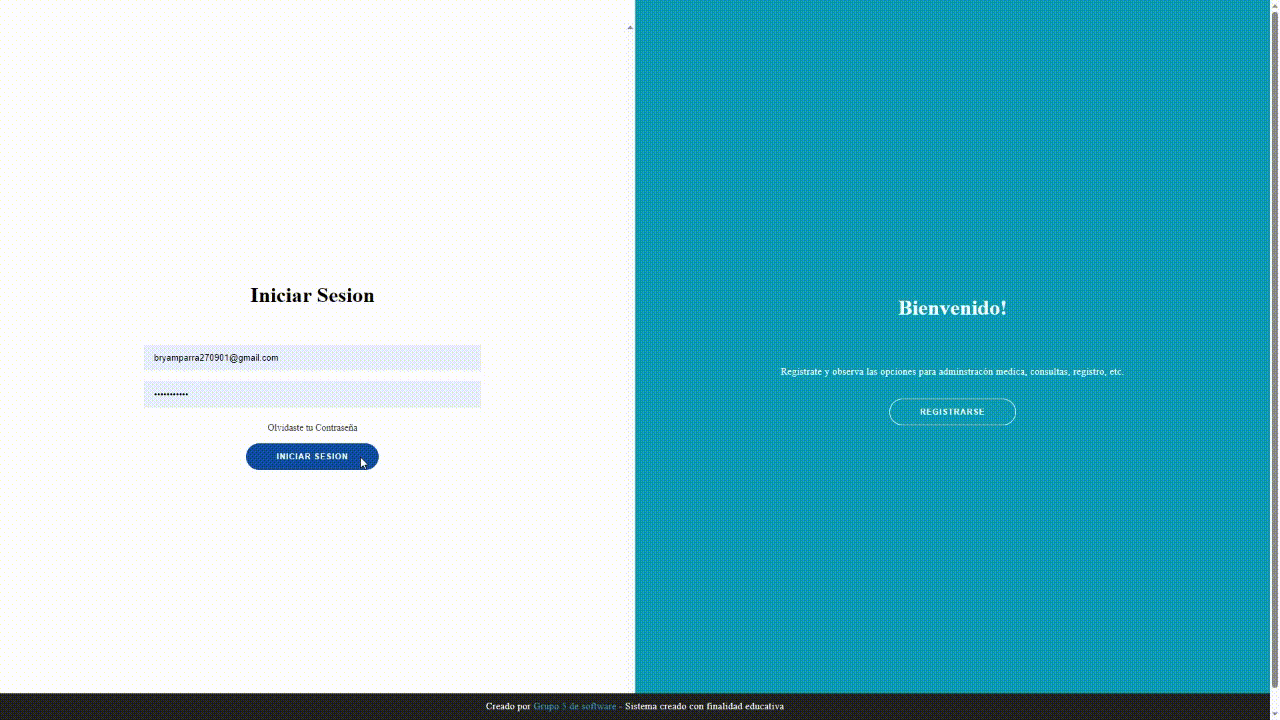 Iniciar Sesion
bryamparra270901@gmail.com
•••••••••••
Olvidaste tu Contraseña
INICIAR SESION
Bienvenido!
Registrate y observa las opciones para adminstracón medica, consultas, registro, etc.
REGISTRARSE
Creado por Grupo 5 de software - Sistema creado con finalidad educativa